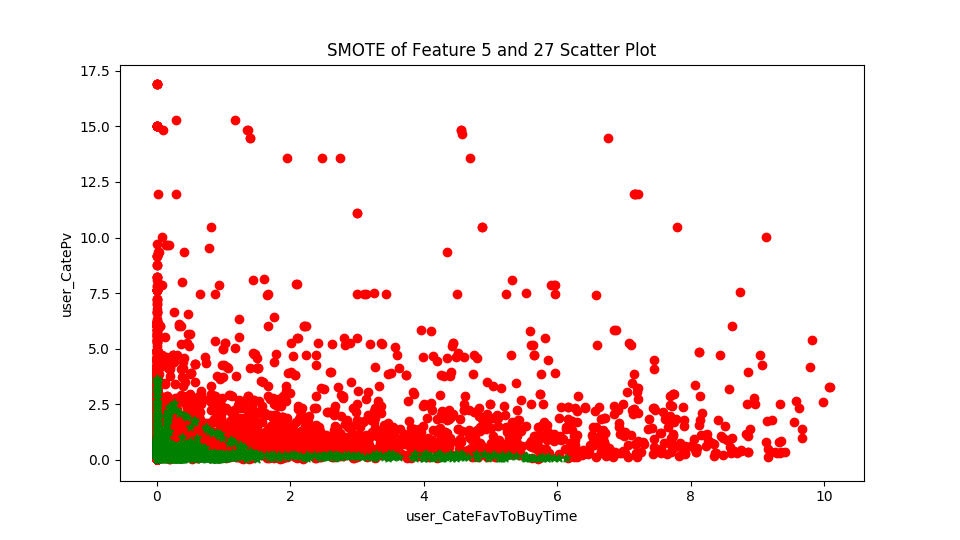 SMOTE of Feature 5 and 27 Scatter Plot
17.5
15.0
12.5
10.0
7.5
5.0
2.5
0.0
user_CatePv
0 2 4 6 8 10
user_CateFavToBuyTime